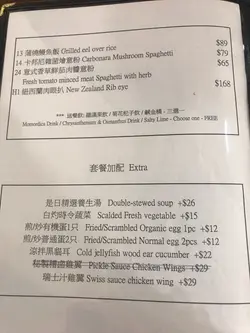 13 蒲燒鰻魚飯 Grilled eel over rice $89
14 卡邦尼雜菌燴意粉 Carbonara Mushroom Spaghetti $79
24 意式香草鮮茄肉醬意粉 $65
Fresh tomato minced meat Spaghetti with herb
H1 紐西蘭肉眼扒 New Zealand Rib eye $168
Momordica Drink / Chrysanthemum & Osmanthus Drink / Salty Lime - Choose one - FREE
套餐加配 Extra
是日精選養生湯 Double-stewed soup +$26
白灼時令蔬菜 Scalded Fresh vegetable +$15
煎/炒有機蛋1只 Fried/Scrambled Organic egg 1pc +$12
煎/炒普通蛋2只 Fried/Scrambled Normal egg 2pcs +$12
涼拌黑木耳 Cold jellyfish wood ear cucumber +$22
秘製滷雞翼 Pickle Sauce Chicken Wings +$29
瑞士汁雞翼 Swiss sauce chicken wing +$29